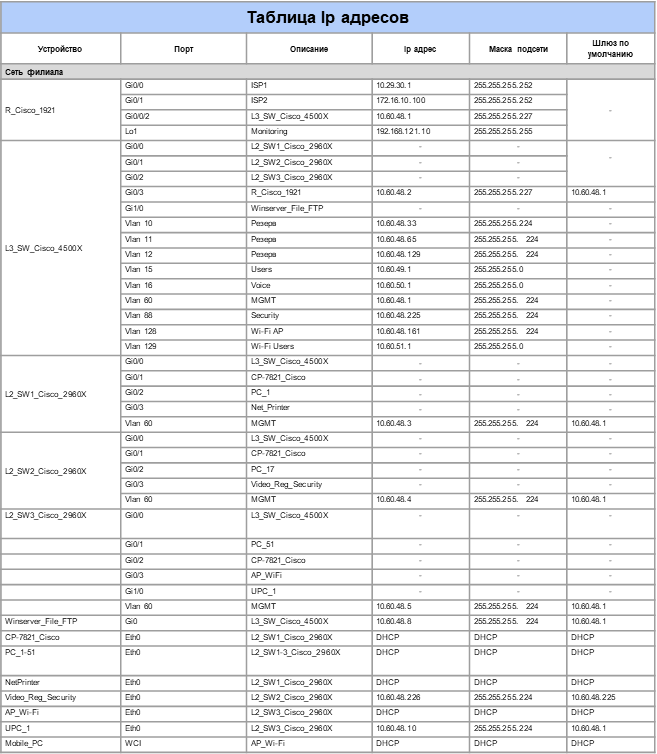 Таблица Ip адресов
Устройство Порт Описание Ip адрес Маска подсети Шлюз по умолчанию
Сеть филиала
R_Cisco_1921 Gi0/0 ISP1 10.29.30.1 255.255.255.252 -
Gi0/1 ISP2 172.16.10.100 255.255.255.252
Gi0/0/2 L3_SW_Cisco_4500X 10.60.48.1 255.255.255.227
Lo1 Monitoring 192.168.121.10 255.255.255.255
L3_SW_Cisco_4500X Gi0/0 L2_SW1_Cisco_2960X - - -
Gi0/1 L2_SW2_Cisco_2960X - -
Gi0/2 L2_SW3_Cisco_2960X - -
Gi0/3 R_Cisco_1921 10.60.48.2 255.255.255.227 10.60.48.1
Gi1/0 Winserver_File_FTP - - -
Vlan 10 Резерв 10.60.48.33 255.255.255.224 -
Vlan 11 Резерв 10.60.48.65 255.255.255. 224 -
Vlan 12 Резерв 10.60.48.129 255.255.255. 224 -
Vlan 15 Users 10.60.49.1 255.255.255.0 -
Vlan 16 Voice 10.60.50.1 255.255.255.0 -
Vlan 60 MGMT 10.60.48.1 255.255.255. 224 -
Vlan 88 Security 10.60.48.225 255.255.255. 224 -
Vlan 128 Wi-Fi AP 10.60.48.161 255.255.255. 224 -
Vlan 129 Wi-Fi Users 10.60.51.1 255.255.255.0 -
L2_SW1_Cisco_2960X Gi0/0 L3_SW_Cisco_4500X - - -
Gi0/1 CP-7821_Cisco - - -
Gi0/2 PC_1 - - -
Gi0/3 Net_Printer - - -
Vlan 60 MGMT 10.60.48.3 255.255.255. 224 10.60.48.1
L2_SW2_Cisco_2960X Gi0/0 L3_SW_Cisco_4500X - - -
Gi0/1 CP-7821_Cisco - - -
Gi0/2 PC_17 - - -
Gi0/3 Video_Reg_Security - - -
Vlan 60 MGMT 10.60.48.4 255.255.255. 224 10.60.48.1
L2_SW3_Cisco_2960X Gi0/0 L3_SW_Cisco_4500X - - -
Gi0/1 PC_51 - - -
Gi0/2 CP-7821_Cisco - - -
Gi0/3 AP_WiFi - - -
Gi1/0 UPC_1 - - -
Vlan 60 MGMT 10.60.48.5 255.255.255. 224 10.60.48.1
Winserver_File_FTP Gi0 L3_SW_Cisco_4500X 10.60.48.8 255.255.255. 224 10.60.48.1
CP-7821_Cisco Eth0 L2_SW1_Cisco_2960X DHCP DHCP DHCP
PC_1-51 Eth0 L2_SW1-3_Cisco_2960X DHCP DHCP DHCP
NetPrinter Eth0 L2_SW1_Cisco_2960X DHCP DHCP DHCP
Video_Reg_Security Eth0 L2_SW2_Cisco_2960X 10.60.48.226 255.255.255.224 10.60.48.225
AP_Wi-Fi Eth0 L2_SW3_Cisco_2960X DHCP DHCP DHCP
UPC_1 Eth0 L2_SW3_Cisco_2960X 10.60.48.10 255.255.255.224 10.60.48.1
Mobile_PC WCI AP_Wi-Fi DHCP DHCP DHCP